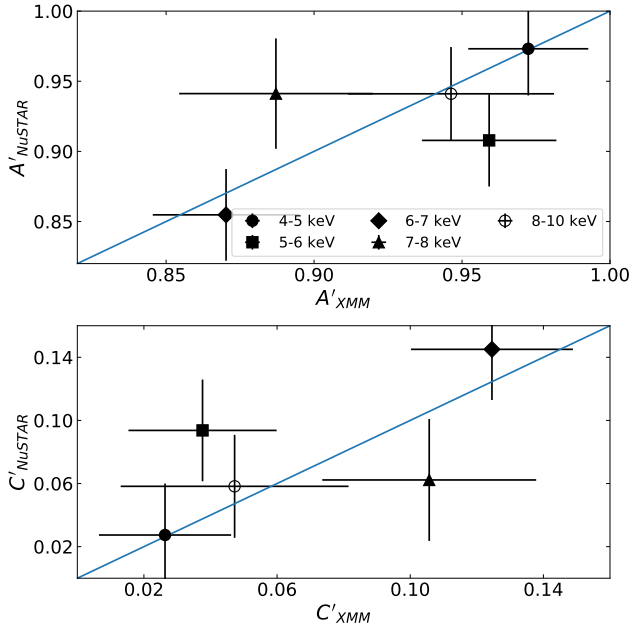 1.00
0.95
0.90
0.85
A′NuSTAR
4-5 keV
6-7 keV
8-10 keV
5-6 keV
7-8 keV
0.85
0.90
0.95
1.00
A′XMM
0.14
0.10
0.06
0.02
C′NuSTAR
0.02
0.06
0.10
0.14
C′XMM